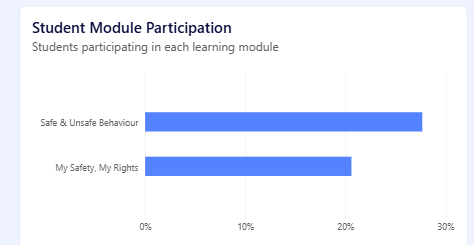 Student Module Participation
Students participating in each learning module
Safe & Unsafe Behaviour
My Safety, My Rights
0% 10% 20% 30%